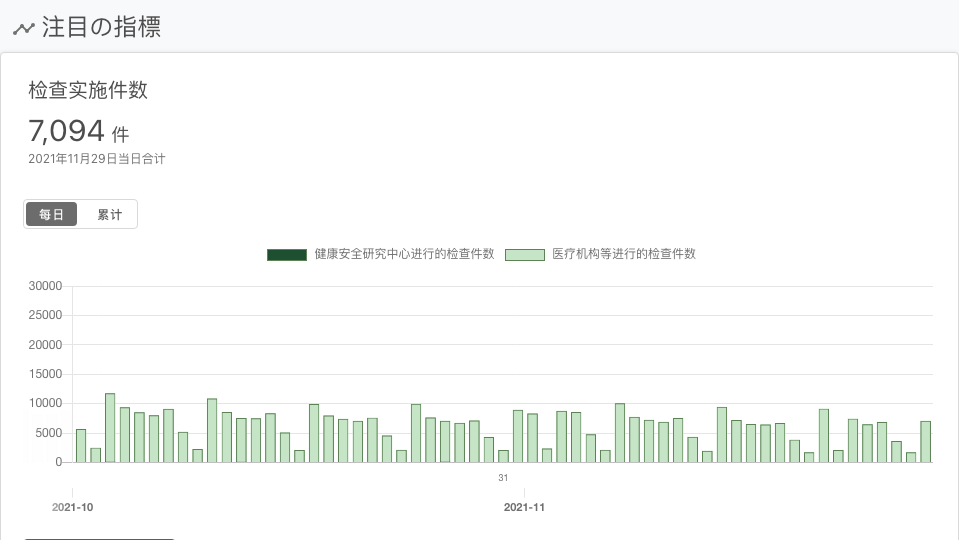 注目の指標
检查实施件数
7,094 件
2021年11月29日当日合计
每日 累计
健康安全研究中心进行的检查件数 医疗机构等进行的检查件数
30000
25000
20000
15000
10000
5000
0
31
2021-10 2021-11